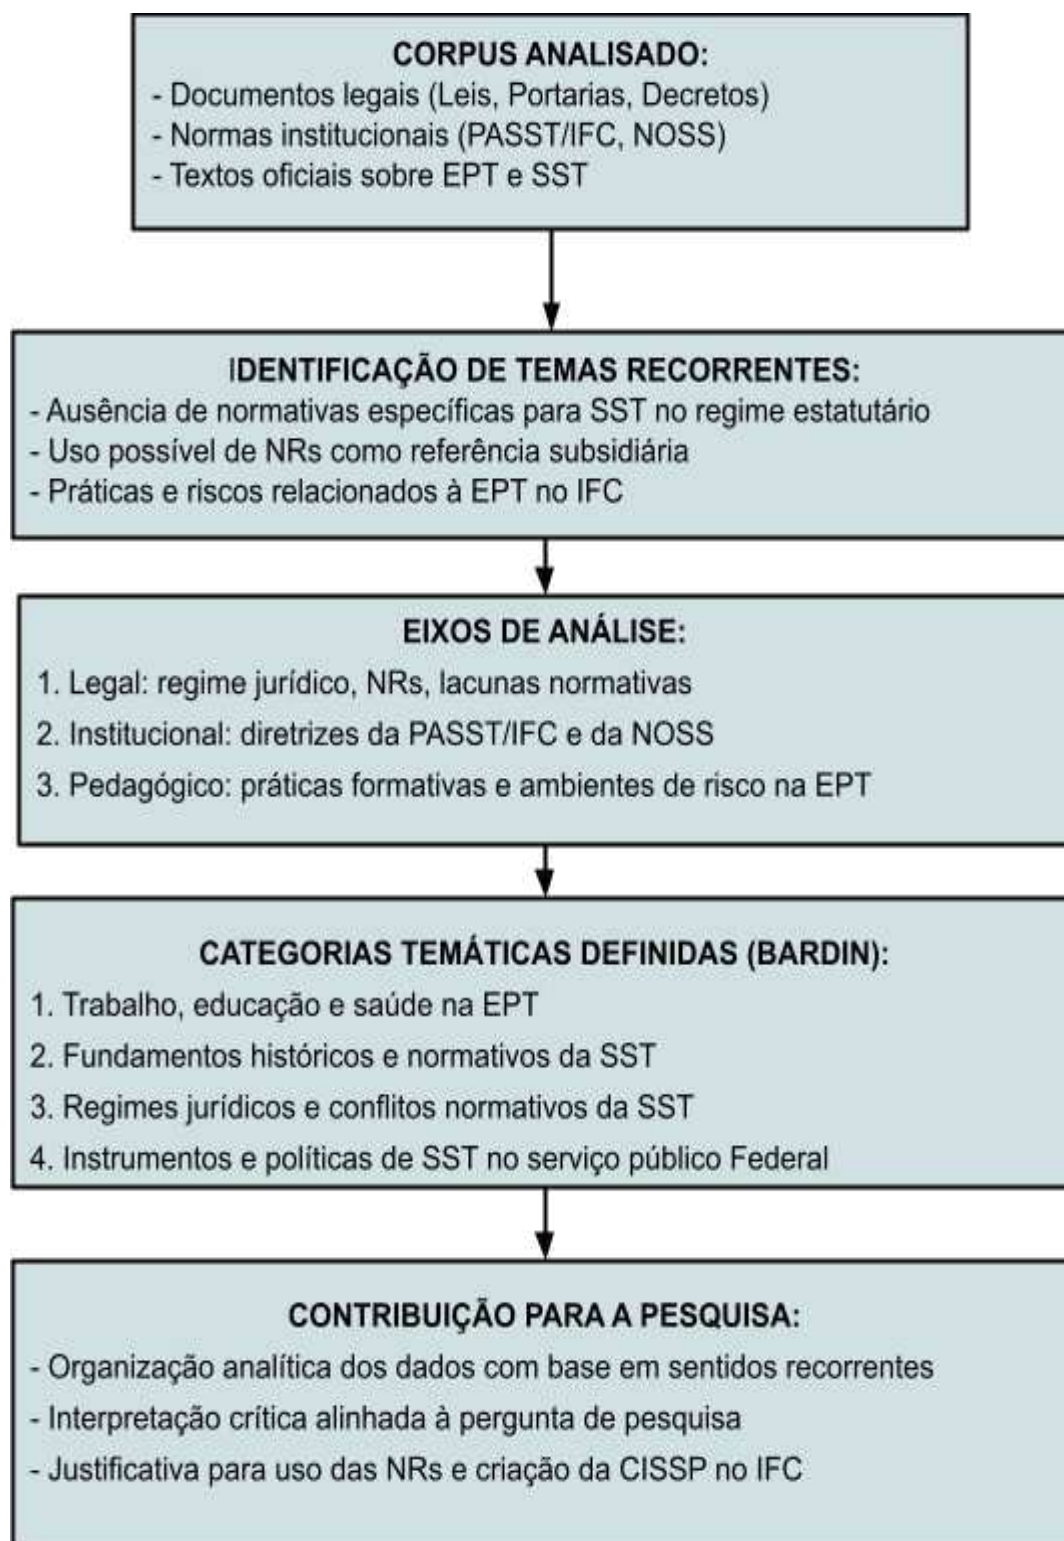 CORPUS ANALISADO:
- Documentos legais (Leis, Portarias, Decretos)
- Normas institucionais (PASST/IFC, NOSS)
- Textos oficiais sobre EPT e SST
IDENTIFICAÇÃO DE TEMAS RECORRENTES:
- Ausência de normativas específicas para SST no regime estatutário
- Uso possível de NRs como referência subsidiária
- Práticas e riscos relacionados à EPT no IFC
EIXOS DE ANÁLISE:
1. Legal: regime jurídico, NRs, lacunas normativas
2. Institucional: diretrizes da PASST/IFC e da NOSS
3. Pedagógico: práticas formativas e ambientes de risco na EPT
CATEGORIAS TEMÁTICAS DEFINIDAS (BARDIN):
1. Trabalho, educação e saúde na EPT
2. Fundamentos históricos e normativos da SST
3. Regimes jurídicos e conflitos normativos da SST
4. Instrumentos e políticas de SST no serviço público Federal
CONTRIBUIÇÃO PARA A PESQUISA:
- Organização analítica dos dados com base em sentidos recorrentes
- Interpretação crítica alinhada à pergunta de pesquisa
- Justificativa para uso das NRs e criação da CISSP no IFC